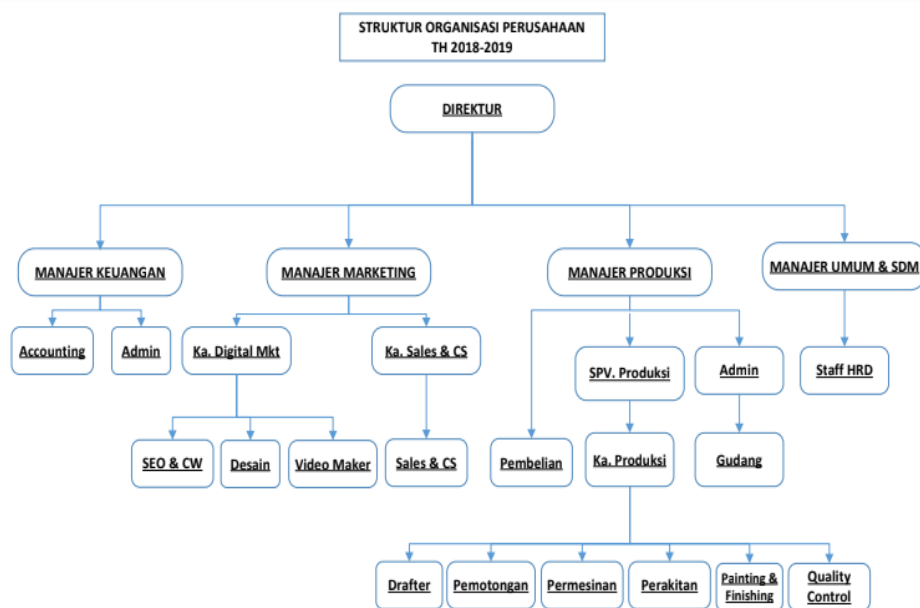 STRUKTUR ORGANISASI PERUSAHAAN
TH 2018-2019
DIREKTUR
MANAJER KEUANGAN
MANAJER MARKETING
MANAJER PRODUKSI
MANAJER UMUM & SDM
Accounting
Admin
Ka. Digital Mkt
Ka. Sales & CS
SPV. Produksi
Admin
Staff HRD
SEO & CW
Desain
Video Maker
Sales & CS
Pembelian
Ka. Produksi
Gudang
Drafter
Pemotongan
Permesinan
Perakitan
Painting &
Finishing
Quality
Control